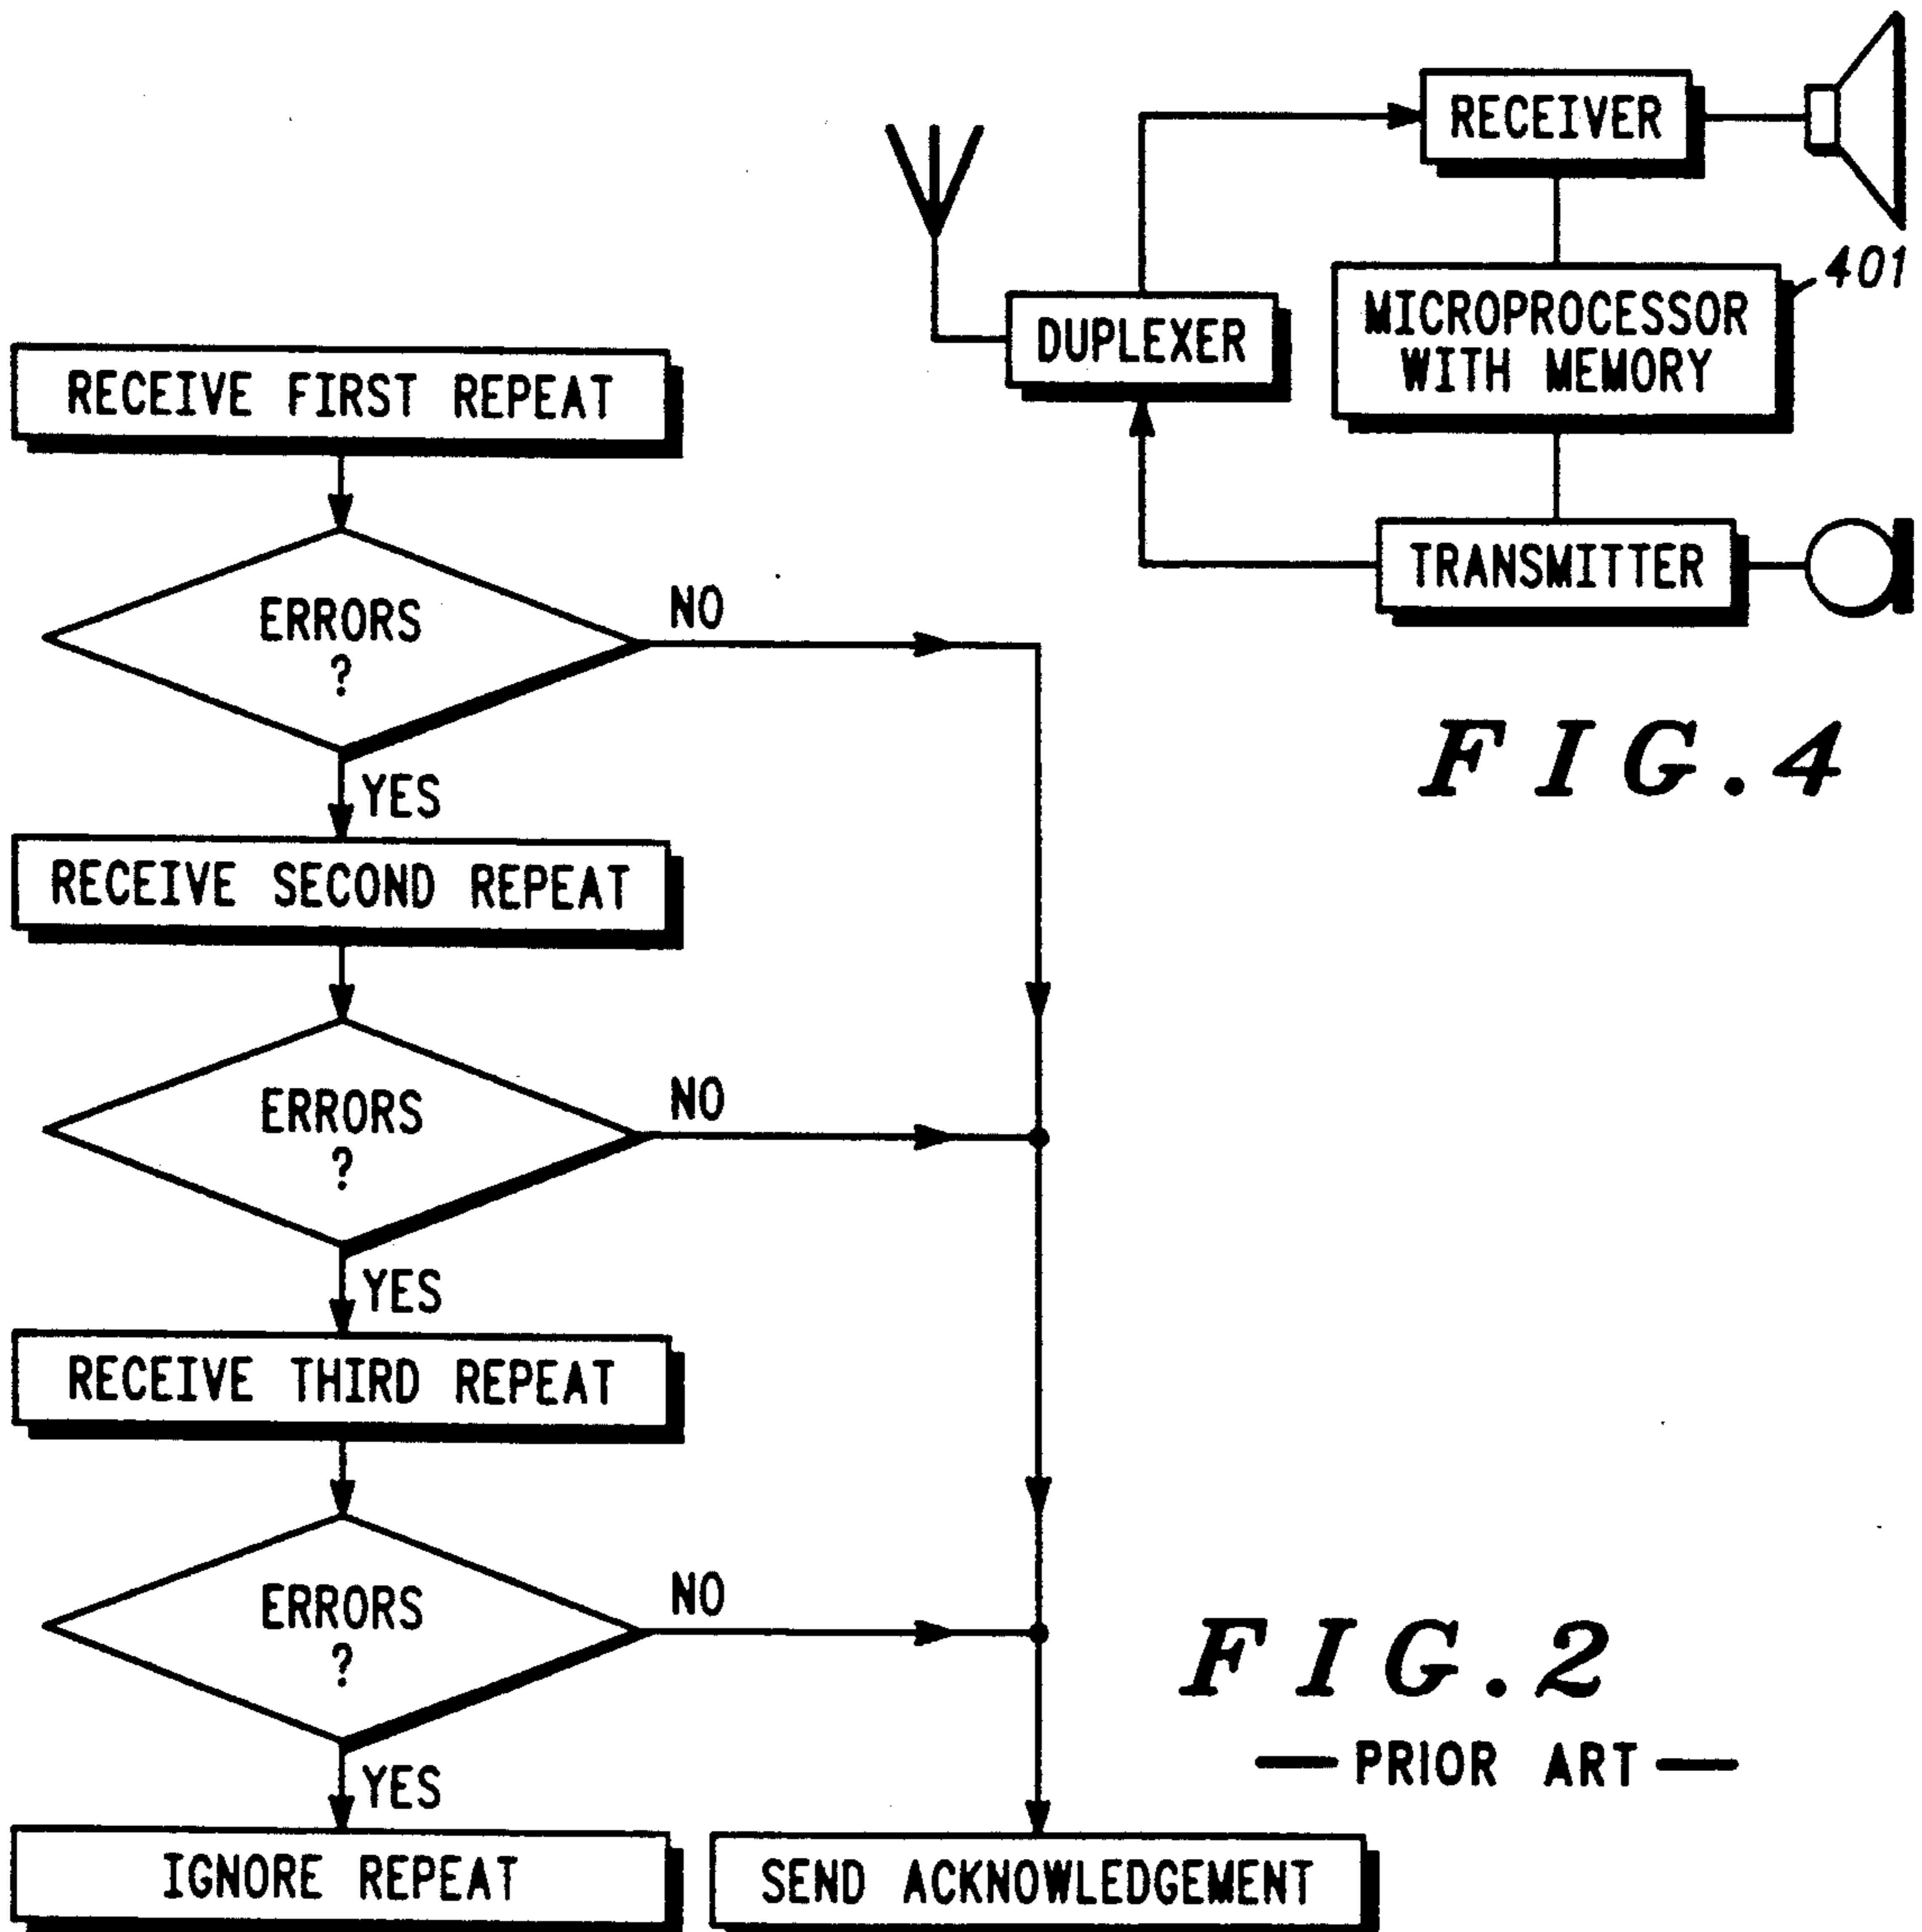 RECEIVER
401
MICROPROCESSOR
WITH MEMORY
DUPLEXER
TRANSMITTER
FIG.4
RECEIVE FIRST REPEAT
ERRORS
?
NO
YES
RECEIVE SECOND REPEAT
ERRORS
?
NO
YES
RECEIVE THIRD REPEAT
ERRORS
?
NO
YES
IGNORE REPEAT
SEND ACKNOWLEDGEMENT
FIG.2
— PRIOR ART —